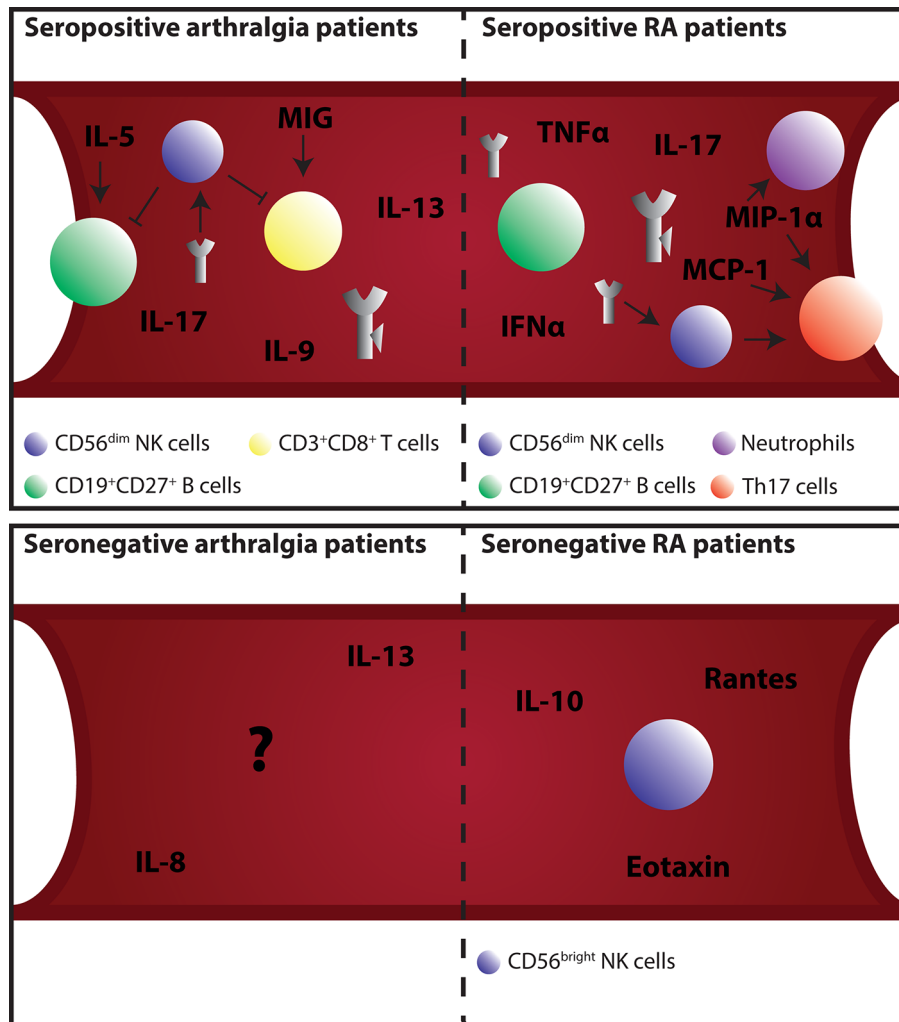 Seropositive arthralgia patients
Seropositive RA patients
IL-5
MIG
IL-13
IL-17
IL-9
TNFα
IL-17
MIP-1α
MCP-1
IFNα
CD56dim NK cells
CD3+CD8+ T cells
CD19+CD27+ B cells
CD56dim NK cells
Neutrophils
CD19+CD27+ B cells
Th17 cells
Seronegative arthralgia patients
Seronegative RA patients
IL-13
?
IL-8
IL-10
Rantes
Eotaxin
CD56bright NK cells